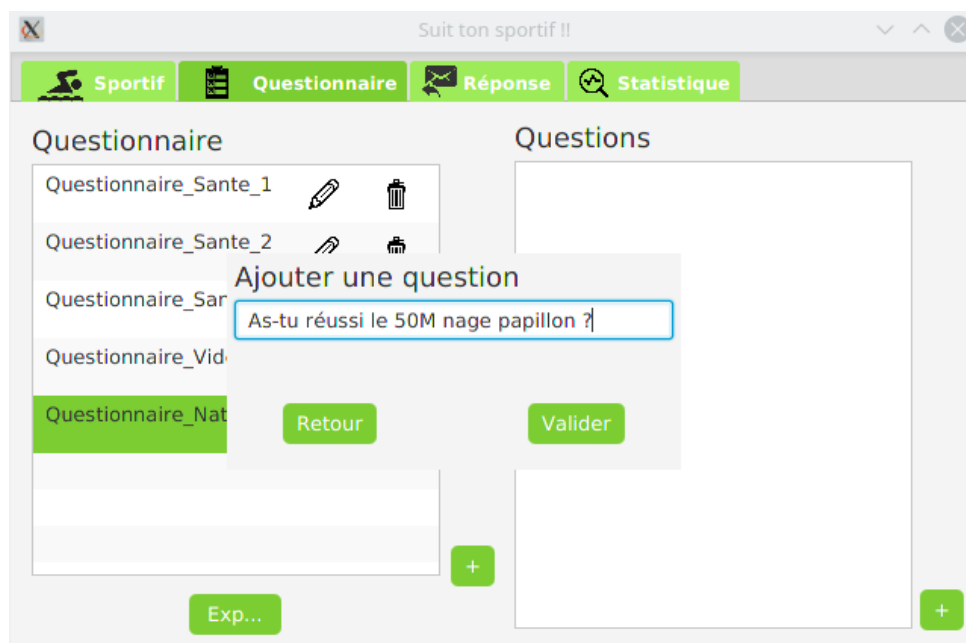 Suit ton sportif !!
Sportif Questionnaire Réponse Statistique
Questionnaire
Questions
Questionnaire_Sante_1
Questionnaire_Sante_2
Questionnaire_San
Questionnaire_Vid
Questionnaire_Nat
Ajouter une question
As-tu réussi le 50M nage papillon ?
Retour Valider
+
Exp...
+